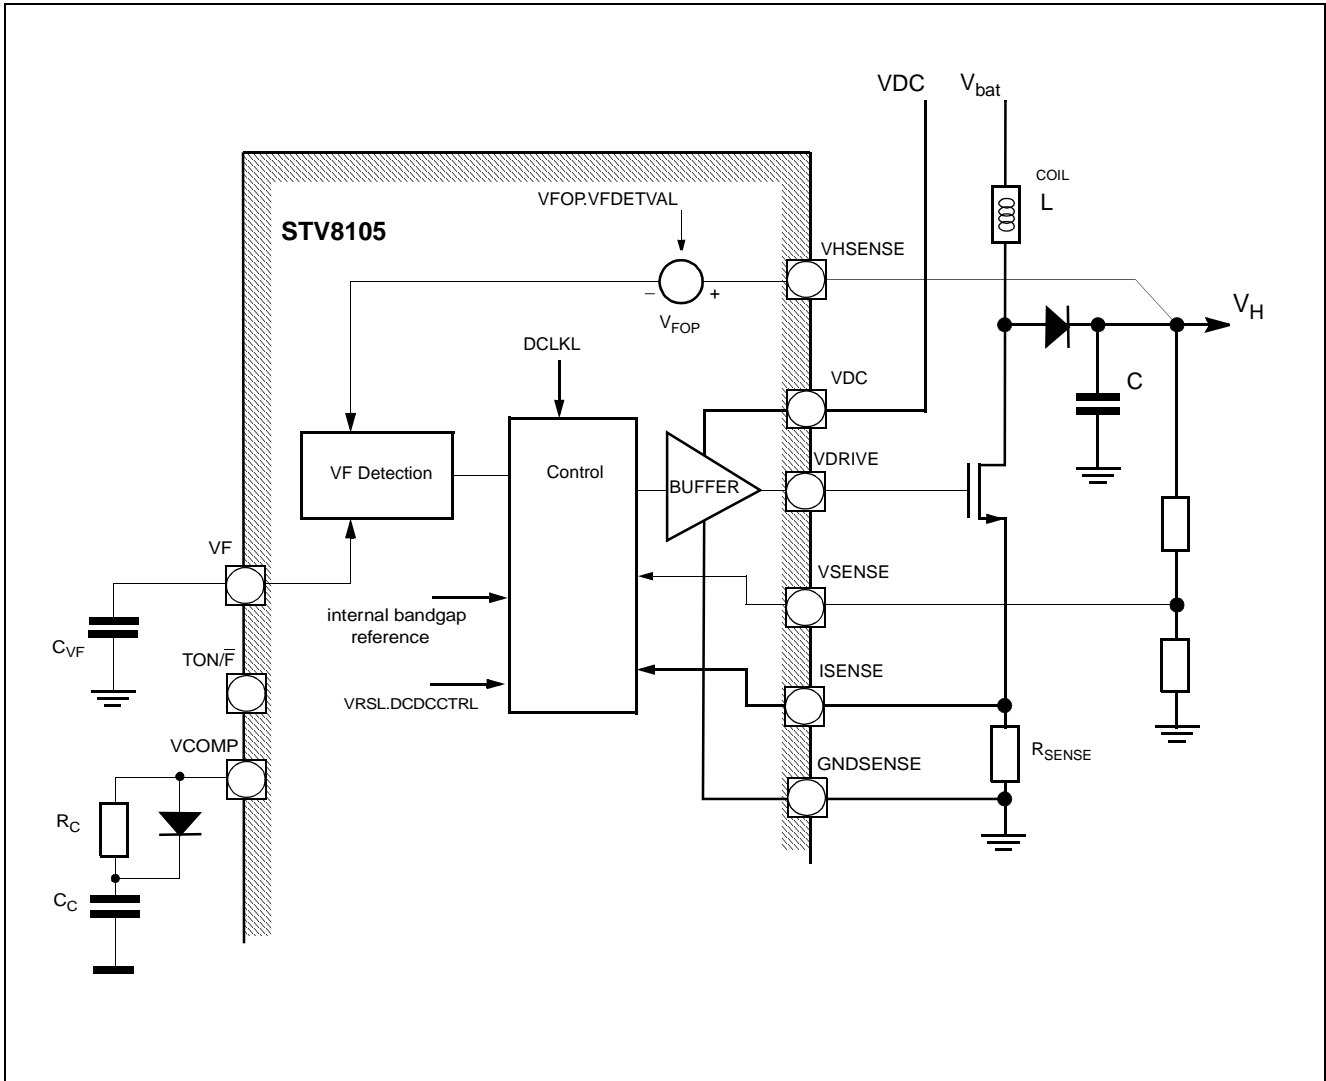 VDC
V_bat
COIL
L
VFOP.VFDETVAL
STV8105
VHSENSE
− +
V_FOP
V_H
DCLKL
VDC
C
VF Detection
Control
BUFFER
VDRIVE
VF
VSENSE
internal bandgap
reference
C_VF
TON/F̅
ISENSE
VRSL.DCDCCTRL
VCOMP
GNDSENSE
R_SENSE
R_C
C_C